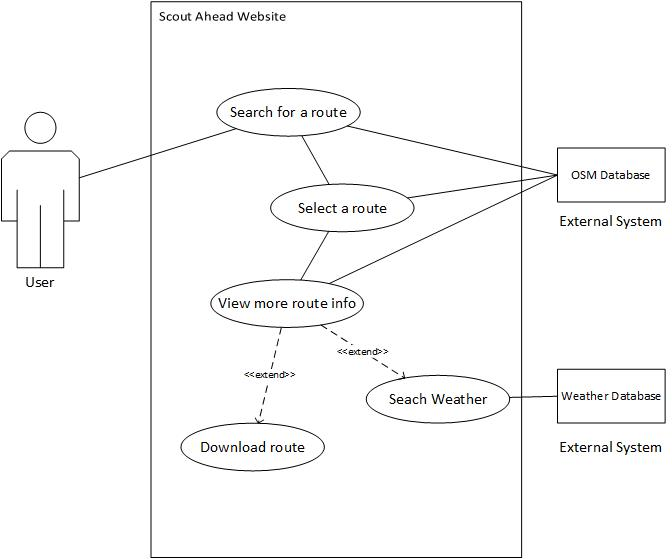 Scout Ahead Website
Search for a route
OSM Database
Select a route
External System
User
View more route info
<<extend>>
<<extend>>
Seach Weather
Weather Database
Download route
External System